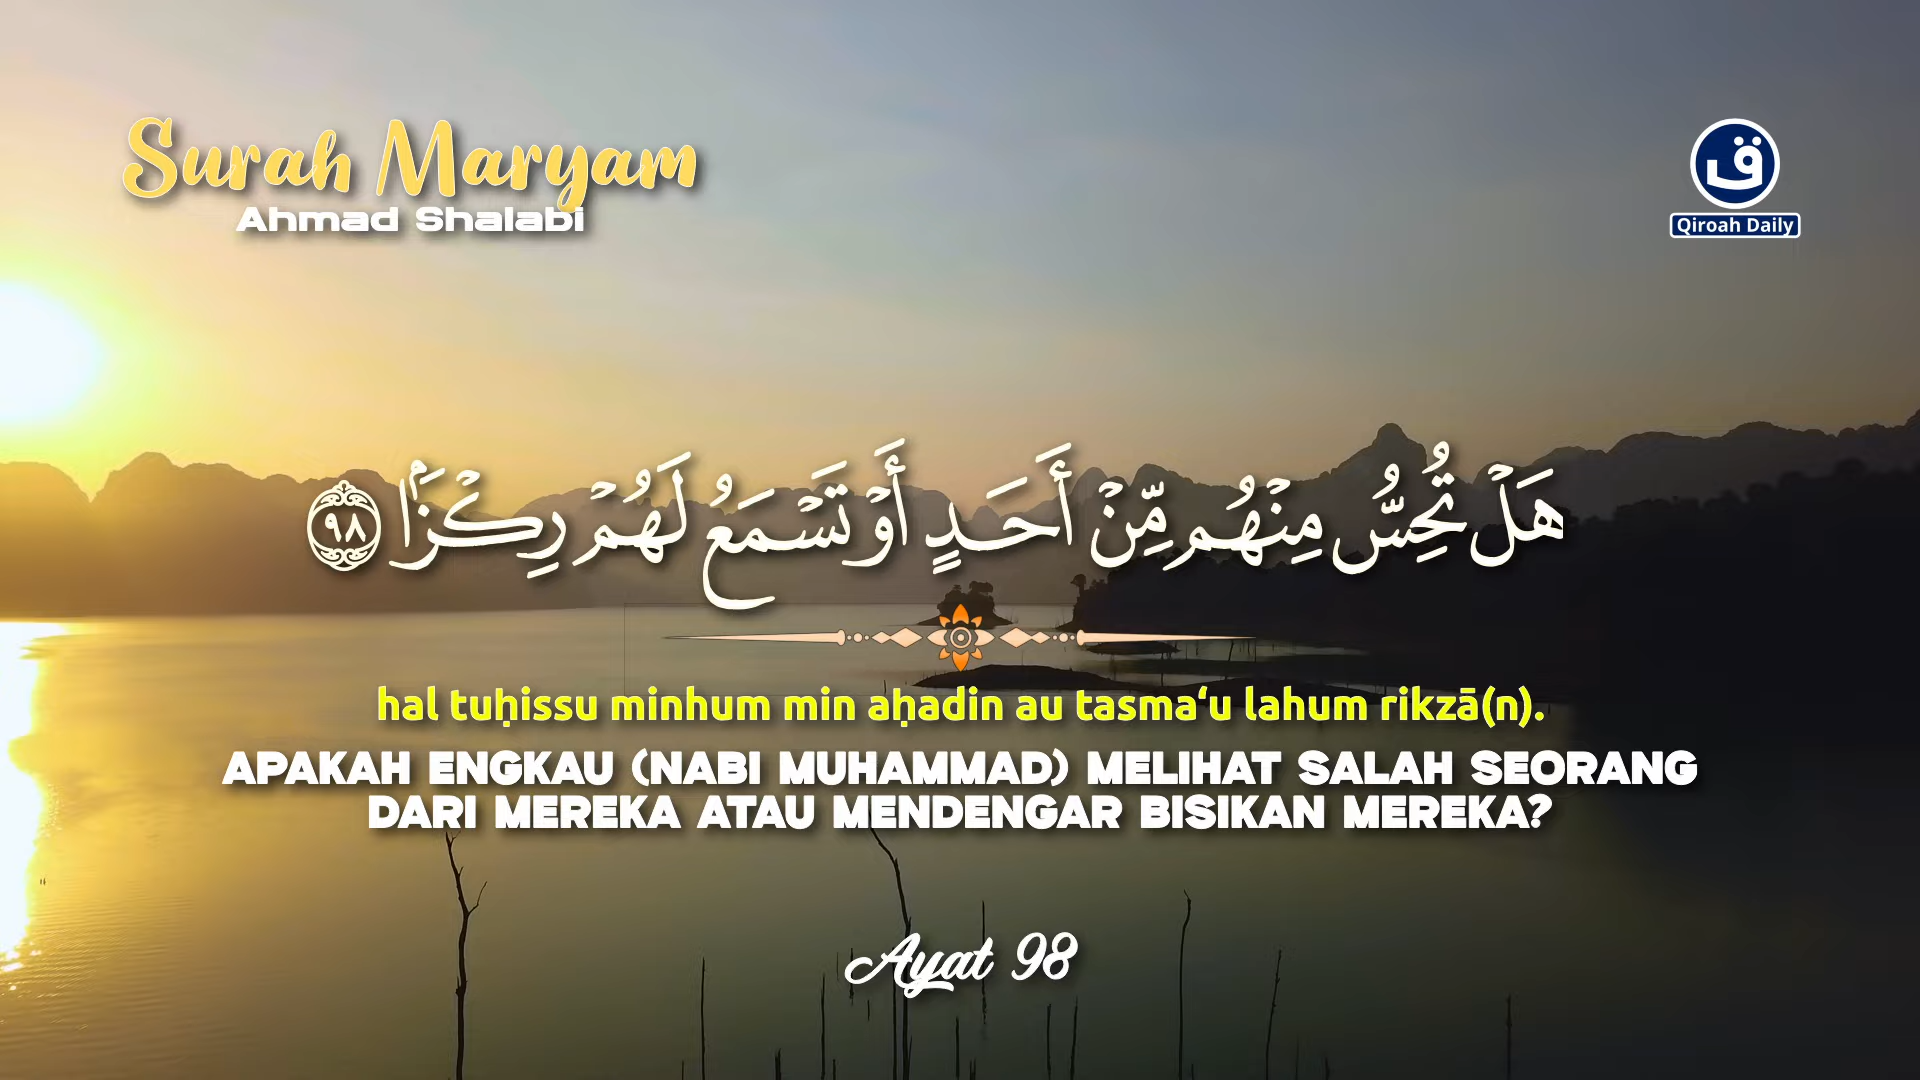 Surah Maryam
Ahmad Shalabi
ق
Qiroah Daily
هَلْ تُحِسُّ مِنْهُم مِّنْ أَحَدٍ أَوْ تَسْمَعُ لَهُمْ رِكْزًۢا ٩٨
hal tuḥissu minhum min aḥadin au tasma‘u lahum rikzā(n).
APAKAH ENGKAU (NABI MUHAMMAD) MELIHAT SALAH SEORANG
DARI MEREKA ATAU MENDENGAR BISIKAN MEREKA?
Ayat 98